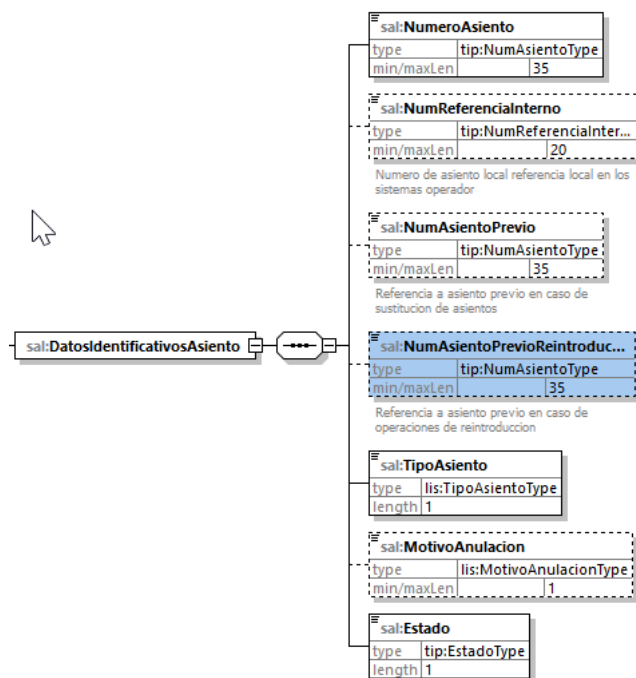 sal:NumeroAsiento
type tip:NumAsientoType
min/maxLen 35
sal:NumReferenciaInterno
type tip:NumReferenciaInter...
min/maxLen 20
Numero de asiento local referencia local en los
sistemas operador
sal:NumAsientoPrevio
type tip:NumAsientoType
min/maxLen 35
Referencia a asiento previo en caso de
sustitucion de asientos
sal:DatosIdentificativosAsiento
sal:NumAsientoPrevioReintroduc...
type tip:NumAsientoType
min/maxLen 35
Referencia a asiento previo en caso de
operaciones de reintroduccion
sal:TipoAsiento
type lis:TipoAsientoType
length 1
sal:MotivoAnulacion
type lis:MotivoAnulacionType
min/maxLen 1
sal:Estado
type tip:EstadoType
length 1